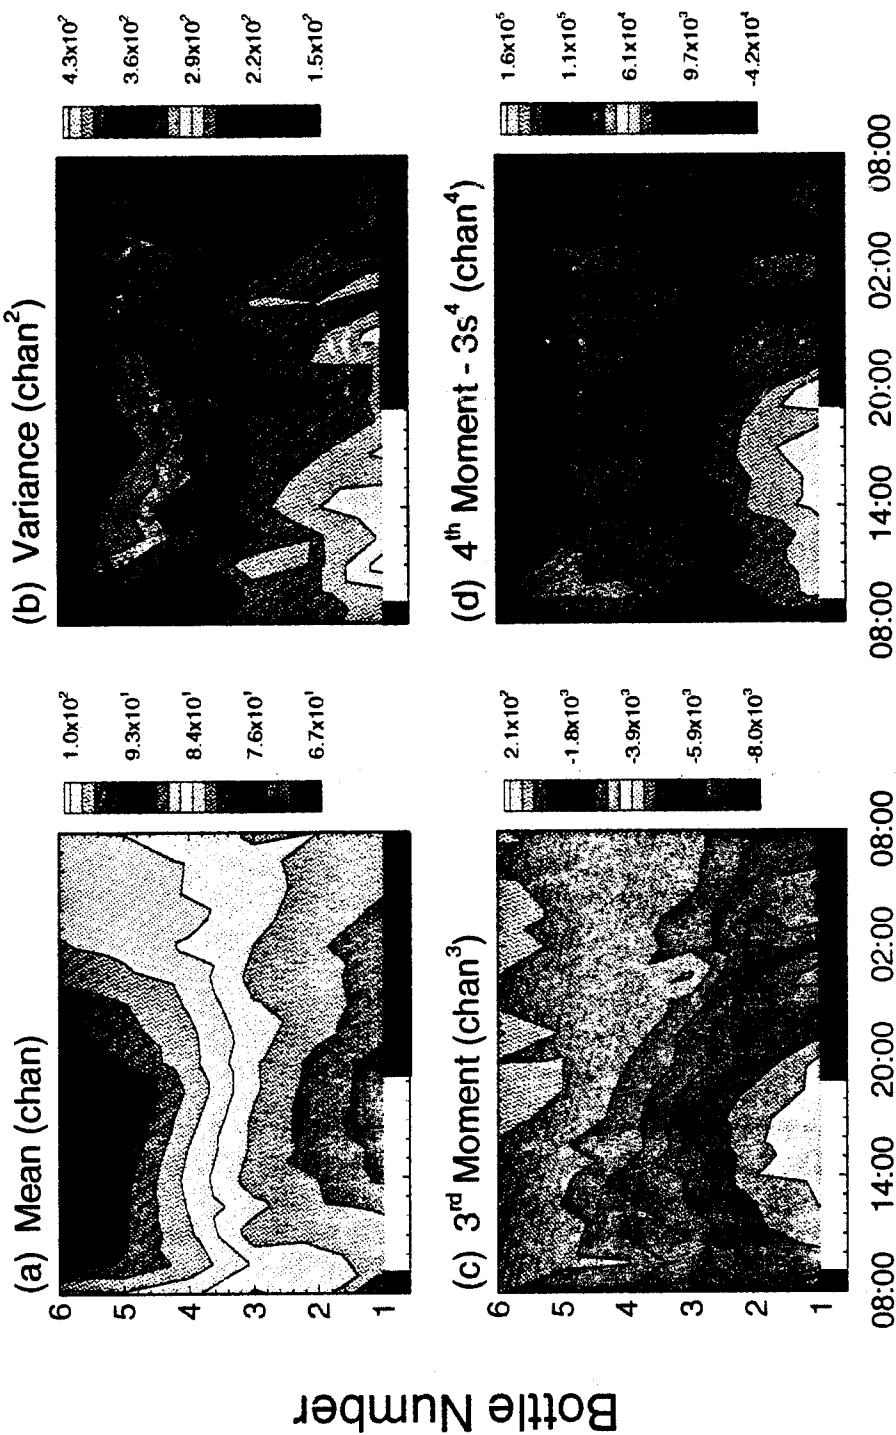 (a) Mean (chan)
6
5
4
3
2
1
1.0x10²
9.3x10¹
8.4x10¹
7.6x10¹
6.7x10¹
(b) Variance (chan²)
4.3x10²
3.6x10²
2.9x10²
2.2x10²
1.5x10²
(c) 3rd Moment (chan³)
6
5
4
3
2
1
08:00 14:00 20:00 02:00 08:00
2.1x10²
-1.8x10³
-3.9x10³
-5.9x10³
-8.0x10³
(d) 4th Moment - 3s⁴ (chan⁴)
08:00 14:00 20:00 02:00 08:00
1.6x10⁵
1.1x10⁵
6.1x10⁴
9.7x10³
-4.2x10⁴
Bottle Number